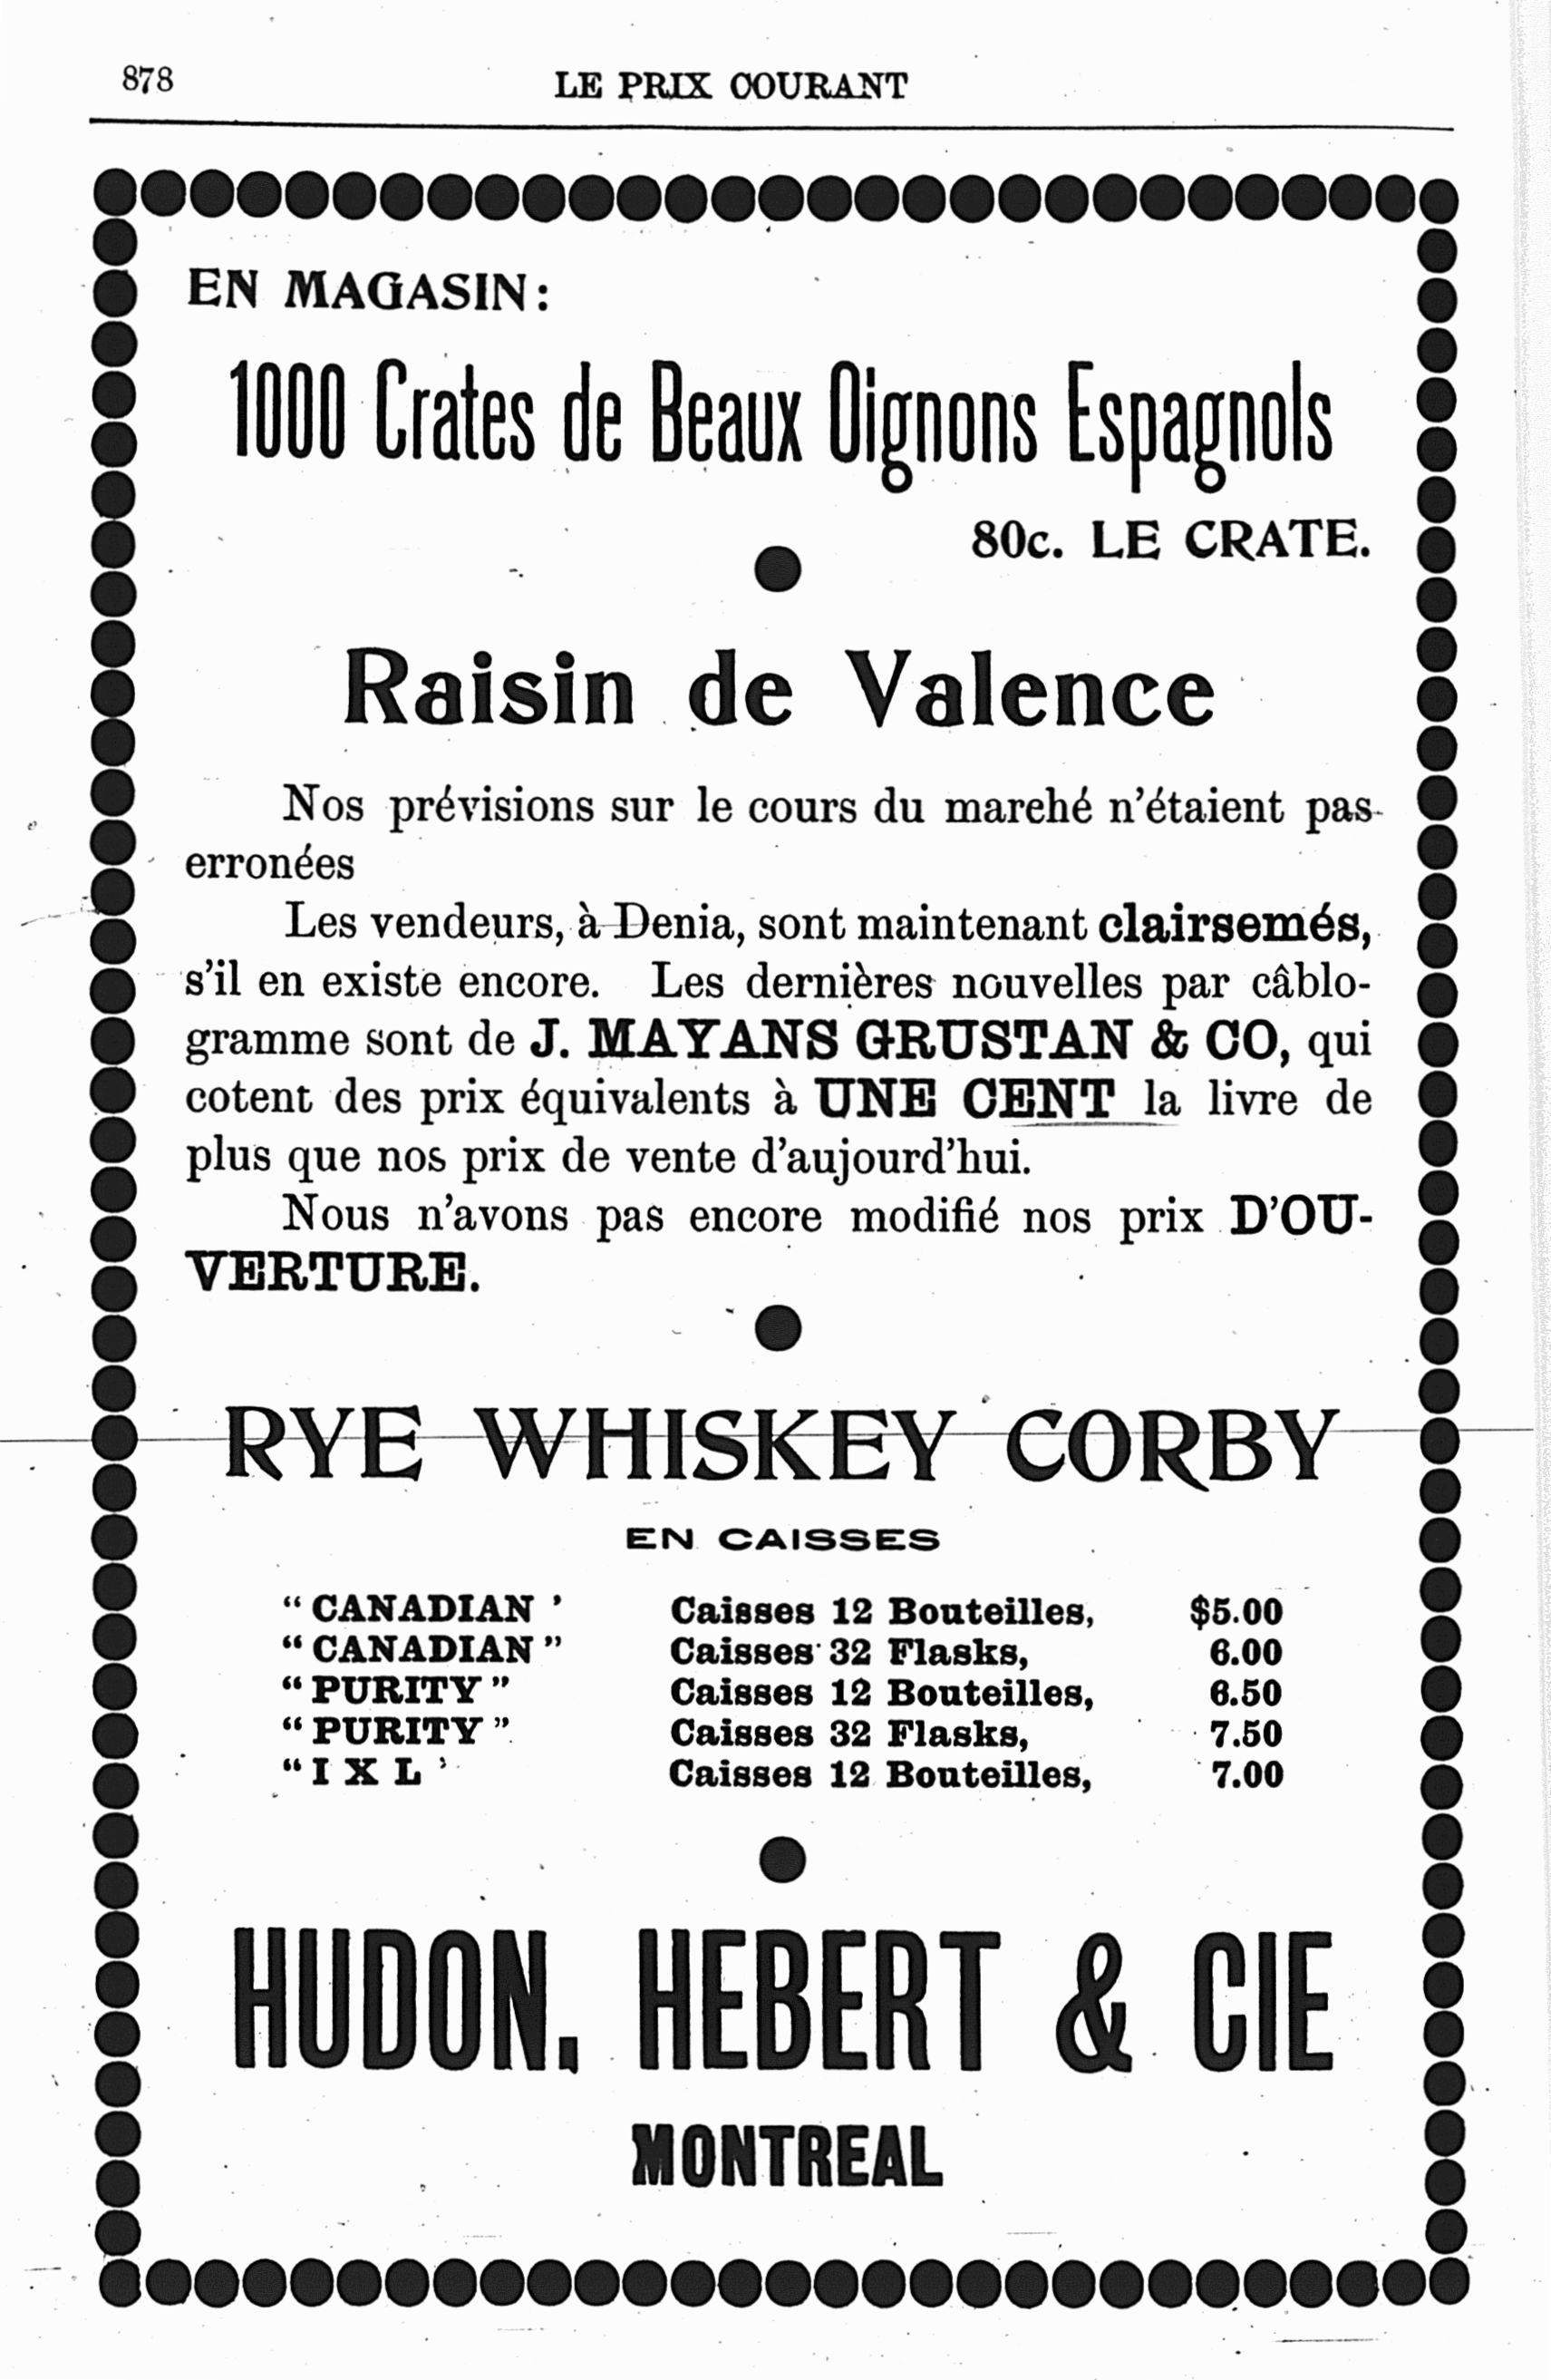 878
LE PRIX COURANT
EN MAGASIN:
1000 Crates de Beaux Oignons Espagnols
80c. LE CRATE.
Raisin de Valence
Nos prévisions sur le cours du marché n'étaient pas
erronées
Les vendeurs, à Denia, sont maintenant clairsemés,
s'il en existe encore. Les dernières nouvelles par câblo-
gramme sont de J. MAYANS GRUSTAN & CO, qui
cotent des prix équivalents à UNE CENT la livre de
plus que nos prix de vente d'aujourd'hui.
Nous n'avons pas encore modifié nos prix D'OU-
VERTURE.
RYE WHISKEY CORBY
EN CAISSES
"CANADIAN ' Caisses 12 Bouteilles, $5.00
"CANADIAN" Caisses 32 Flasks, 6.00
"PURITY" Caisses 12 Bouteilles, 6.50
"PURITY" Caisses 32 Flasks, 7.50
"I X L' Caisses 12 Bouteilles, 7.00
HUDON, HEBERT & CIE
MONTREAL